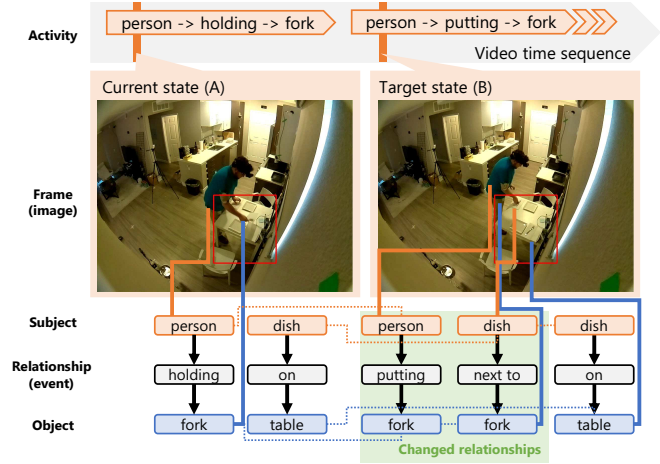 Activity
person -> holding -> fork
person -> putting -> fork
Video time sequence
Current state (A)
Target state (B)
Frame
(image)
Subject
person
dish
person
dish
dish
Relationship
(event)
holding
on
putting
next to
on
Object
fork
table
fork
fork
table
Changed relationships